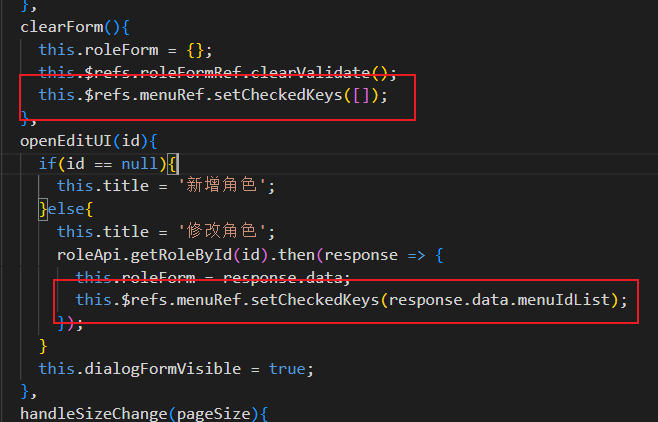 },
clearForm(){
this.roleForm = {};
this.$refs.roleFormRef.clearValidate();
this.$refs.menuRef.setCheckedKeys([]);
},
openEditUI(id){
if(id == null){
this.title = '新增角色';
}else{
this.title = '修改角色';
roleApi.getRoleById(id).then(response => {
this.roleForm = response.data;
this.$refs.menuRef.setCheckedKeys(response.data.menuIdList);
});
}
this.dialogFormVisible = true;
},
handleSizeChange(pageSize){